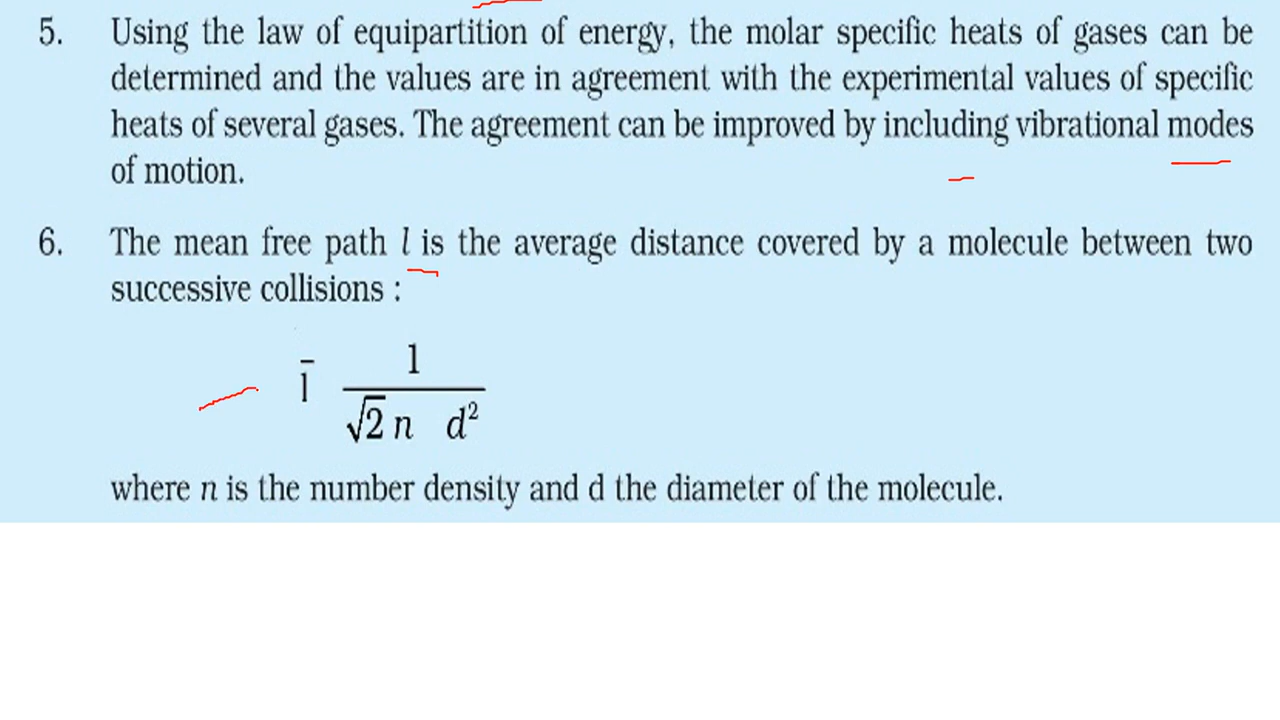 5. Using the law of equipartition of energy, the molar specific heats of gases can be
determined and the values are in agreement with the experimental values of specific
heats of several gases. The agreement can be improved by including vibrational modes
of motion.
6. The mean free path l is the average distance covered by a molecule between two
successive collisions :
l̄ 1
√2 n d²
where n is the number density and d the diameter of the molecule.